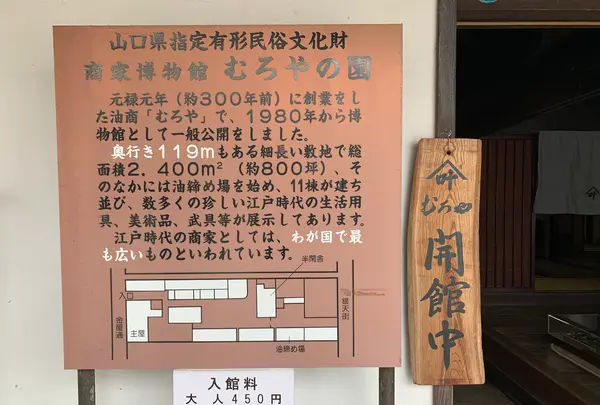 山口県指定有形民俗文化財
商家博物館 むろやの園
元禄元年（約300年前）に創業をし
た油商「むろや」で、1980年から博
物館として一般公開をしました。
奥行き119mもある細長い敷地で総
面積2.400m²（約800坪）、そ
のなかには油締め場を始め、11棟が建ち
並び、数多くの珍しい江戸時代の生活用
具、美術品、武具等が展示してあります。
江戸時代の商家としては、わが国で最
も広いものといわれています。
半閑舎
入口
金屋通
主屋
油締め場
銀天街
入館料
大人450円
むろや
開館中